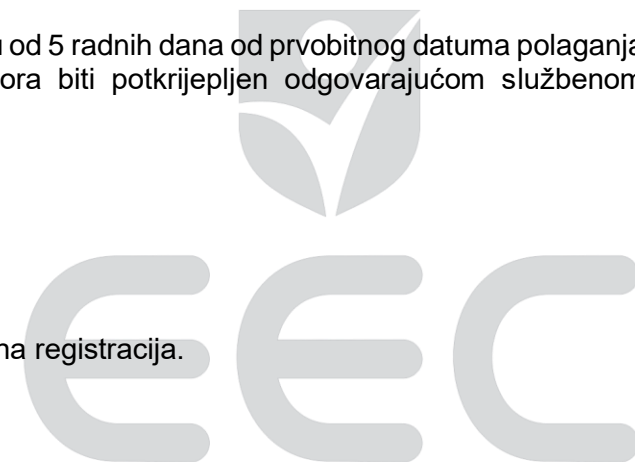 od 5 radnih dana od prvobitnog datuma polaganja
ora biti potkrijepljen odgovarajućom službenom
na registracija.
EEC